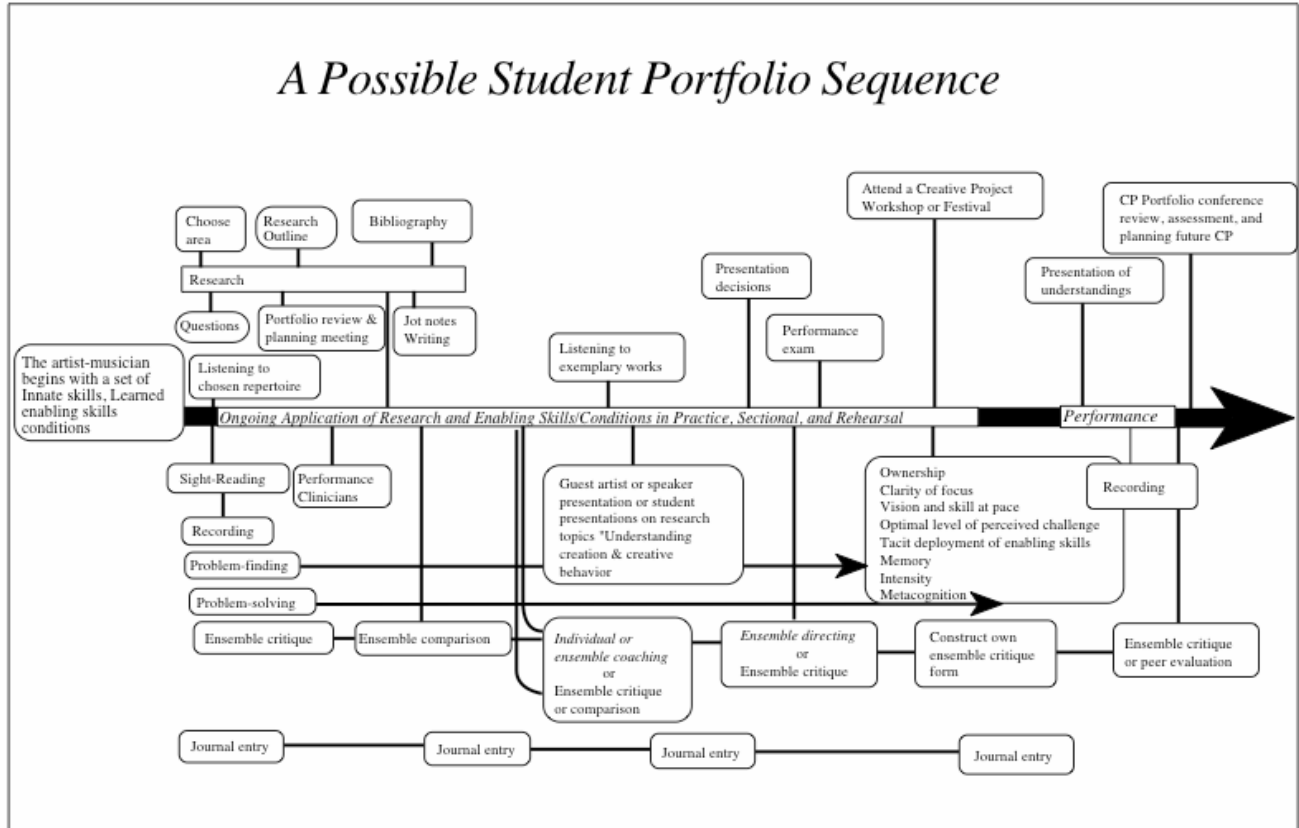 A Possible Student Portfolio Sequence
Attend a Creative Project
Workshop or Festival
CP Portfolio conference
review, assessment, and
planning future CP
Choose
area
Research
Outline
Bibliography
Research
Presentation
decisions
Presentation of
understandings
Questions
Portfolio review &
planning meeting
Jot notes
Writing
Performance
exam
Listening to
exemplary works
The artist-musician
begins with a set of
Innate skills, Learned
enabling skills
conditions
Listening to
chosen repertoire
Ongoing Application of Research and Enabling Skills/Conditions in Practice, Sectional, and Rehearsal
Performance
Sight-Reading
Performance
Clinicians
Recording
Guest artist or speaker
presentation or student
presentations on research
topics "Understanding
creation & creative
behavior
Ownership
Clarity of focus
Vision and skill at pace
Optimal level of perceived challenge
Tacit deployment of enabling skills
Memory
Intensity
Metacognition
Recording
Problem-finding
Problem-solving
Ensemble critique
Ensemble comparison
Individual or
ensemble coaching
or
Ensemble critique
or comparison
Ensemble directing
or
Ensemble critique
Construct own
ensemble critique
form
Ensemble critique
or peer evaluation
Journal entry
Journal entry
Journal entry
Journal entry